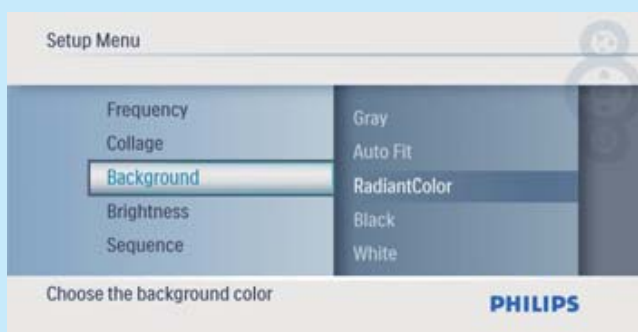 Setup Menu
Frequency
Collage
Background
Brightness
Sequence
Gray
Auto Fit
RadiantColor
Black
White
Choose the background color
PHILIPS